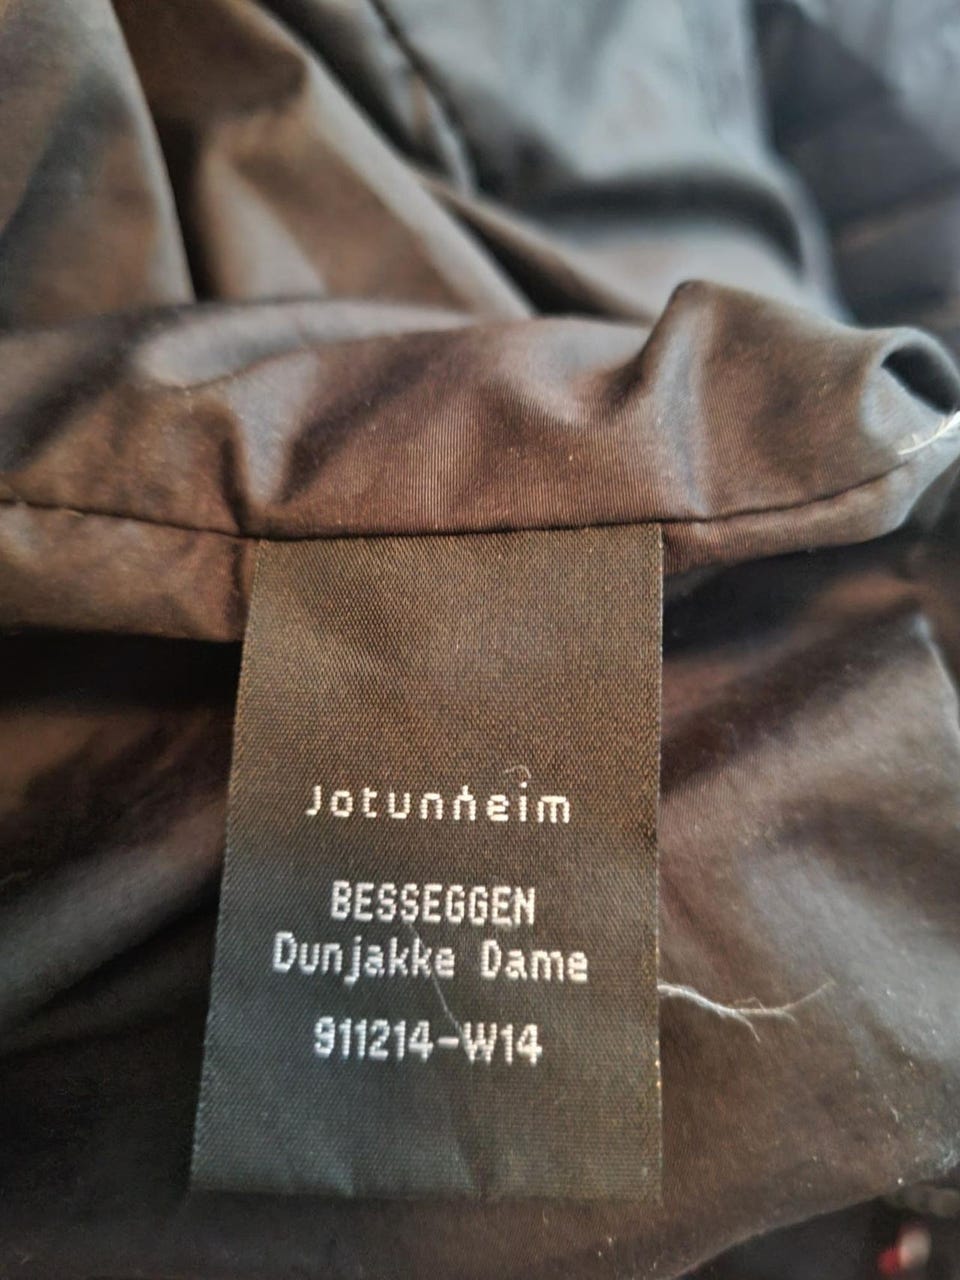 Jotunheim
BESSEGGEN
Dunjakke Dame
911214-W14